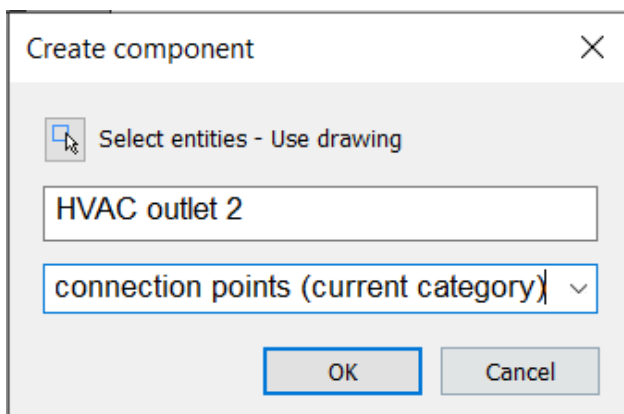 Create component
Select entities - Use drawing
HVAC outlet 2
connection points (current category)
OK
Cancel